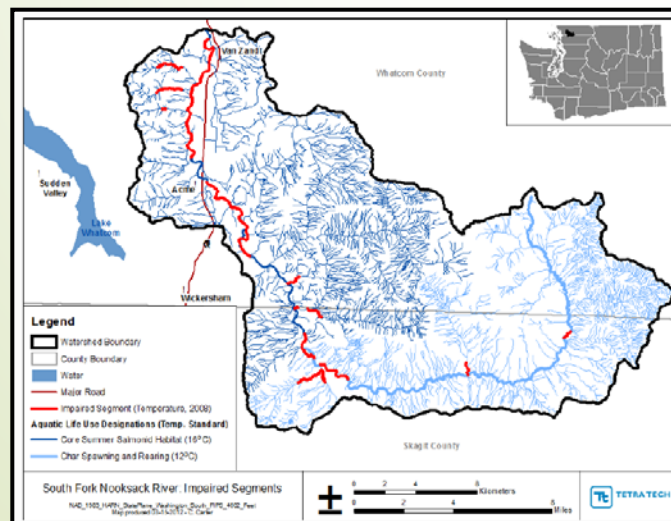 Van Zandt
Whatcom County
Sudden
Valley
Acme
Lake
Whatcom
Wickersham
Legend
Watershed Boundary
County Boundary
Water
Major Road
Impaired Segment (Temperature, 2008)
Aquatic Life Use Designations (Temp. Standard)
Core Summer Salmonid Habitat (16°C)
Char Spawning and Rearing (12°C)
Skagit County
South Fork Nooksack River: Impaired Segments
0 2 4 8
Kilometers
0 2 4 8
Miles
TETRA TECH